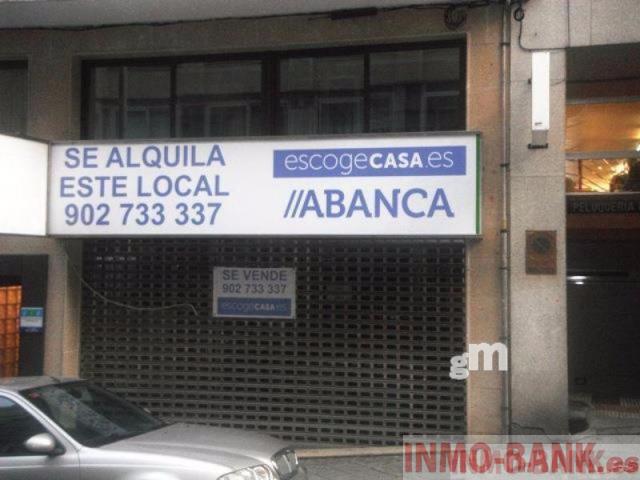 SE ALQUILA
ESTE LOCAL
902 733 337
escogeCASA.es
//ABANCA
SE VENDE
902 733 337
escogeCASA.es
PELUQUERIA
gm
INMO-BANK.es